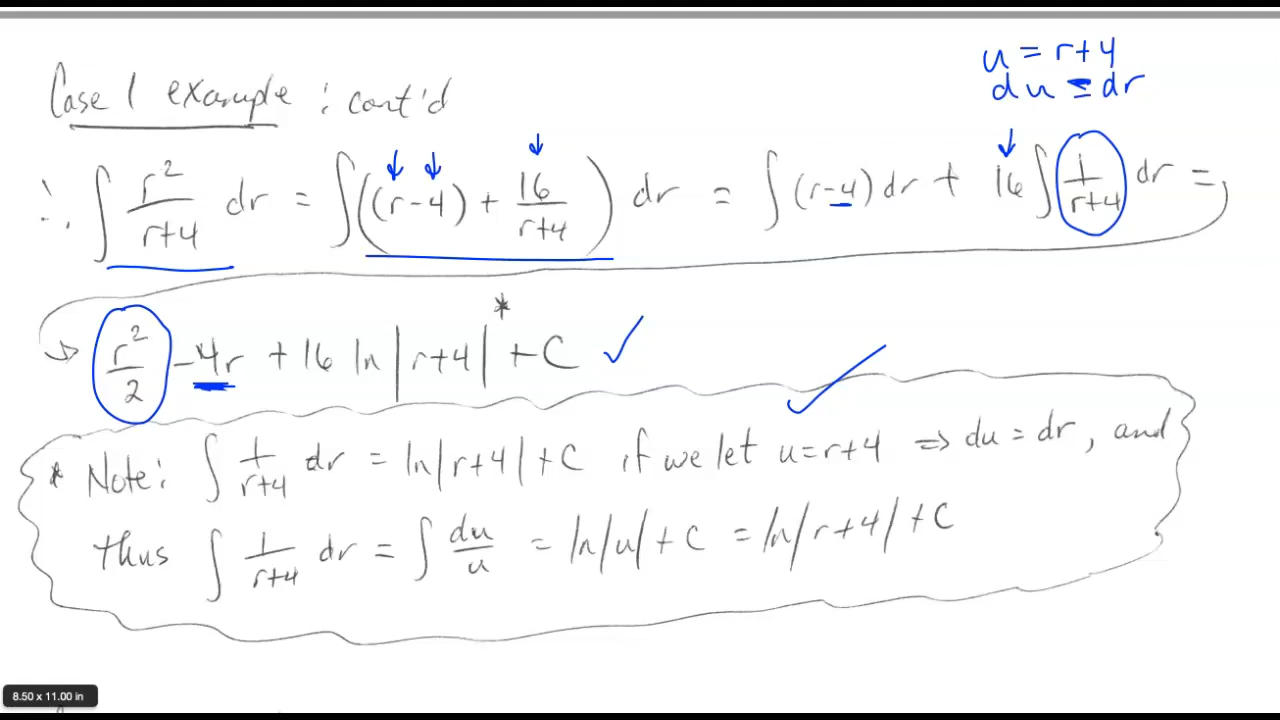 u = r+4
du = dr
Case 1 example : cont'd
∴ ∫ r²/(r+4) dr = ∫ ((r-4) + 16/(r+4)) dr = ∫ (r-4) dr + 16 ∫ 1/(r+4) dr =
→ r²/2 - 4r + 16 ln|r+4|* + C ✓
* Note: ∫ 1/(r+4) dr = ln|r+4| + C if we let u=r+4 ⇒ du = dr, and
thus ∫ 1/(r+4) dr = ∫ du/u = ln|u| + C = ln|r+4| + C
8.50 x 11.00 in